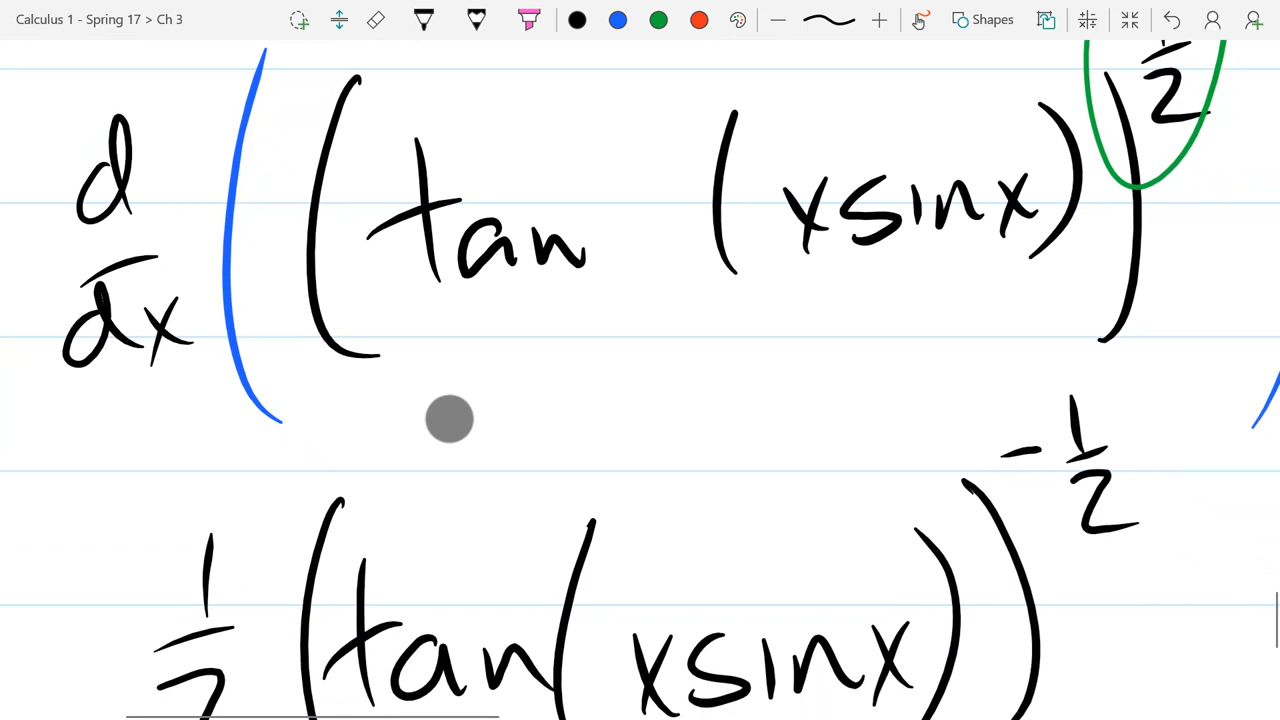 Calculus 1 - Spring 17 > Ch 3
Shapes
d/dx ((tan (xsinx))^1/2
1/2 (tan(xsinx))^-1/2